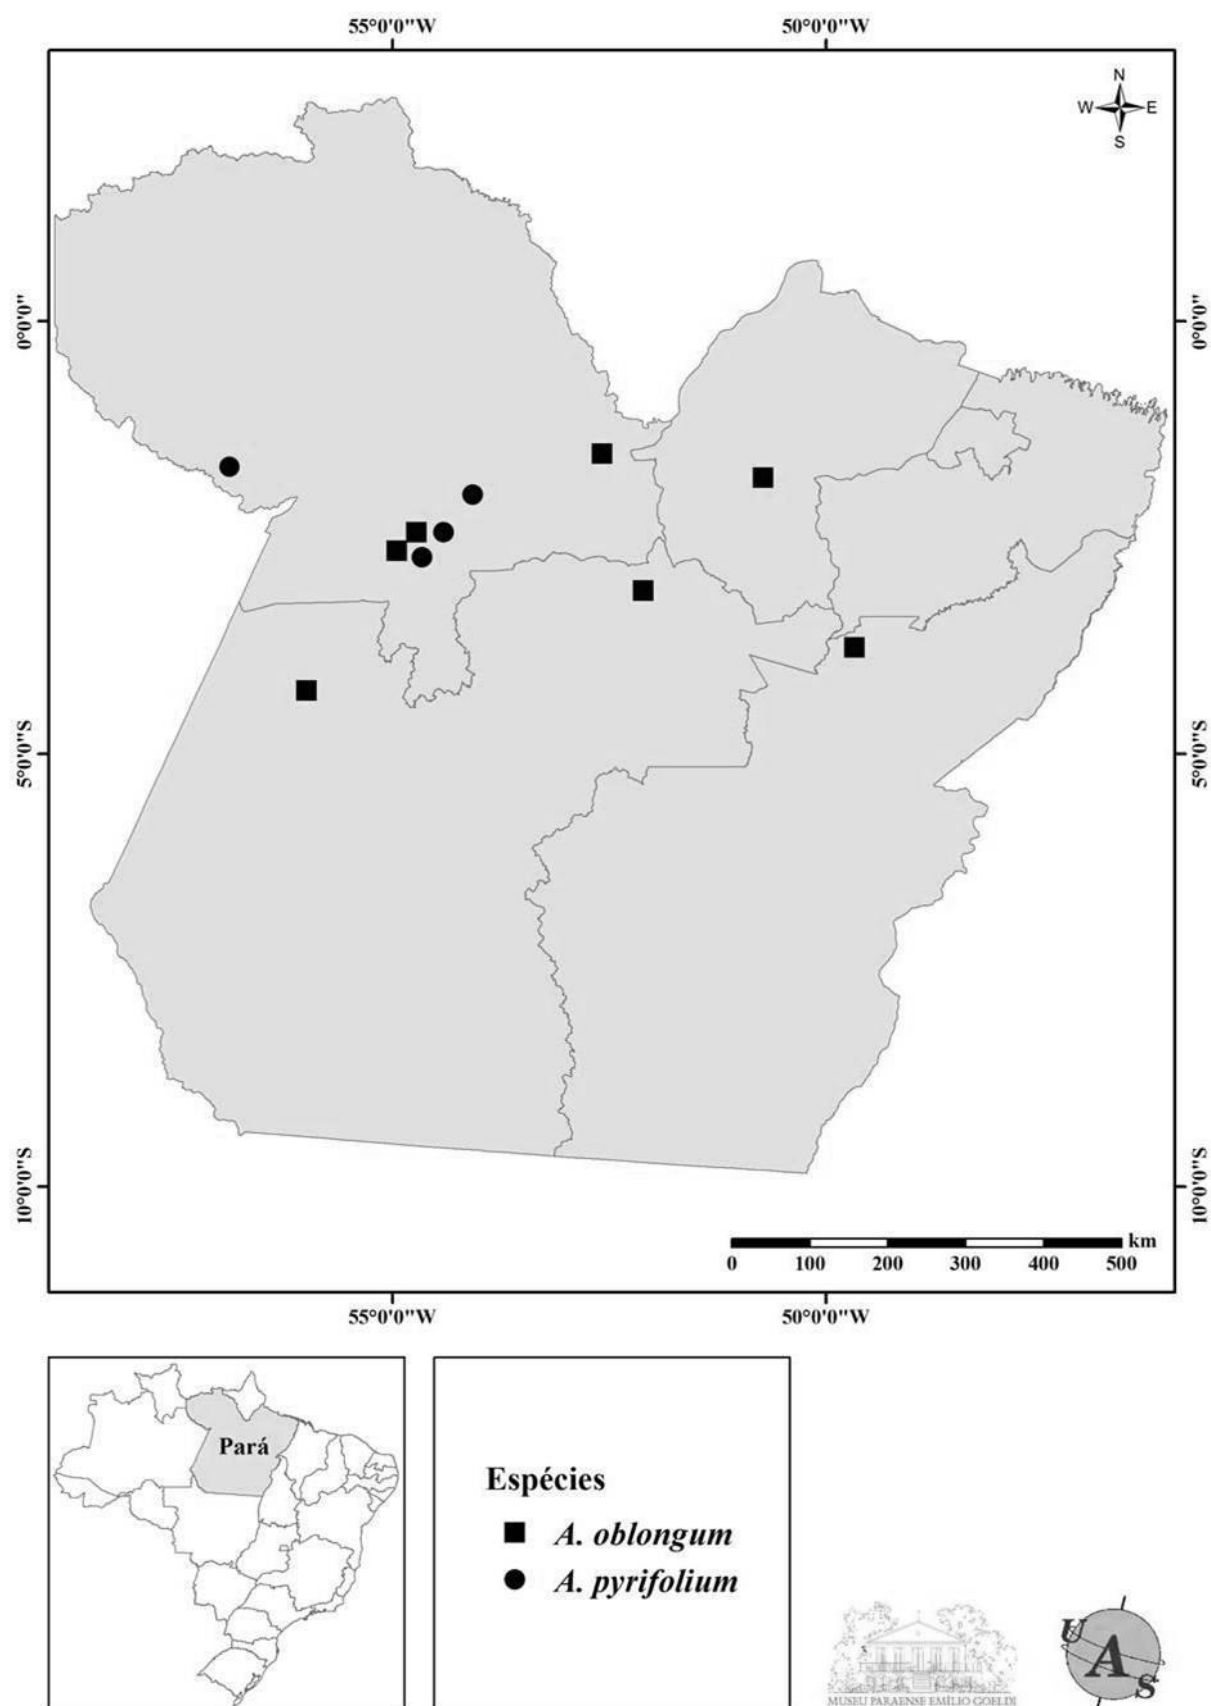 55°0'0"W 50°0'0"W
N
W E
S
0°0'0" 0°0'0"
5°0'0"S 5°0'0"S
10°0'0"S 10°0'0"S
km
0 100 200 300 400 500
55°0'0"W 50°0'0"W
Pará
Espécies
A. oblongum
A. pyrifolium
MUSEU PARAENSE EMÍLIO GOELDI
U
A
S